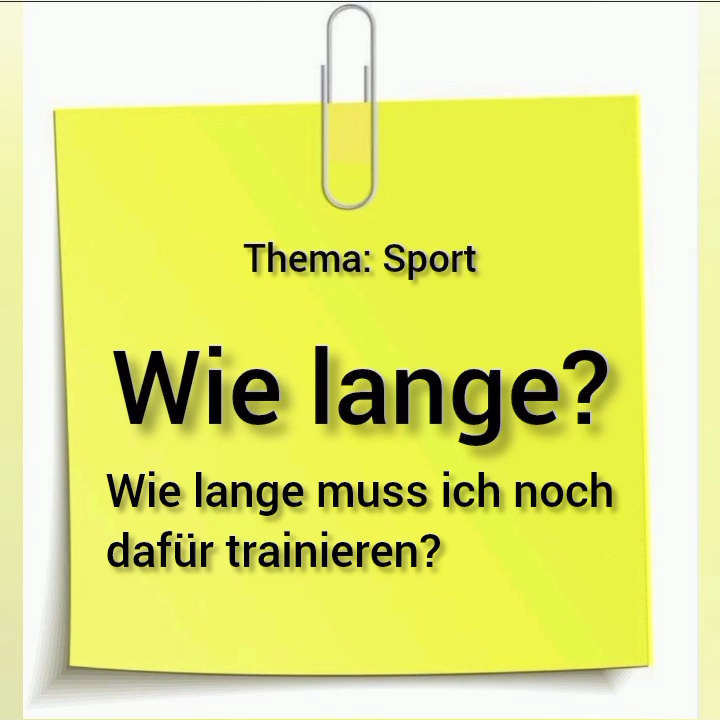 Thema: Sport
Wie lange?
Wie lange muss ich noch
dafür trainieren?